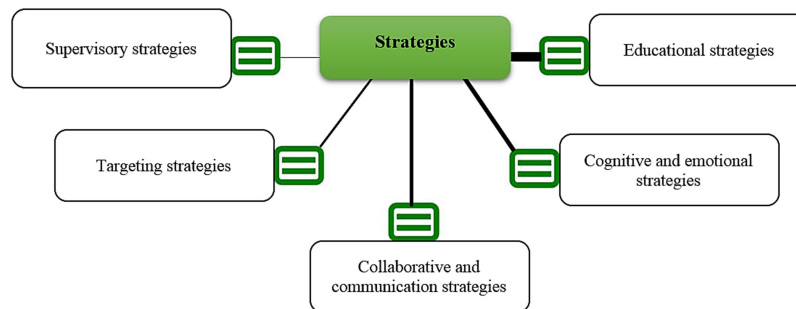 Strategies
Supervisory strategies
Educational strategies
Targeting strategies
Cognitive and emotional
strategies
Collaborative and
communication strategies